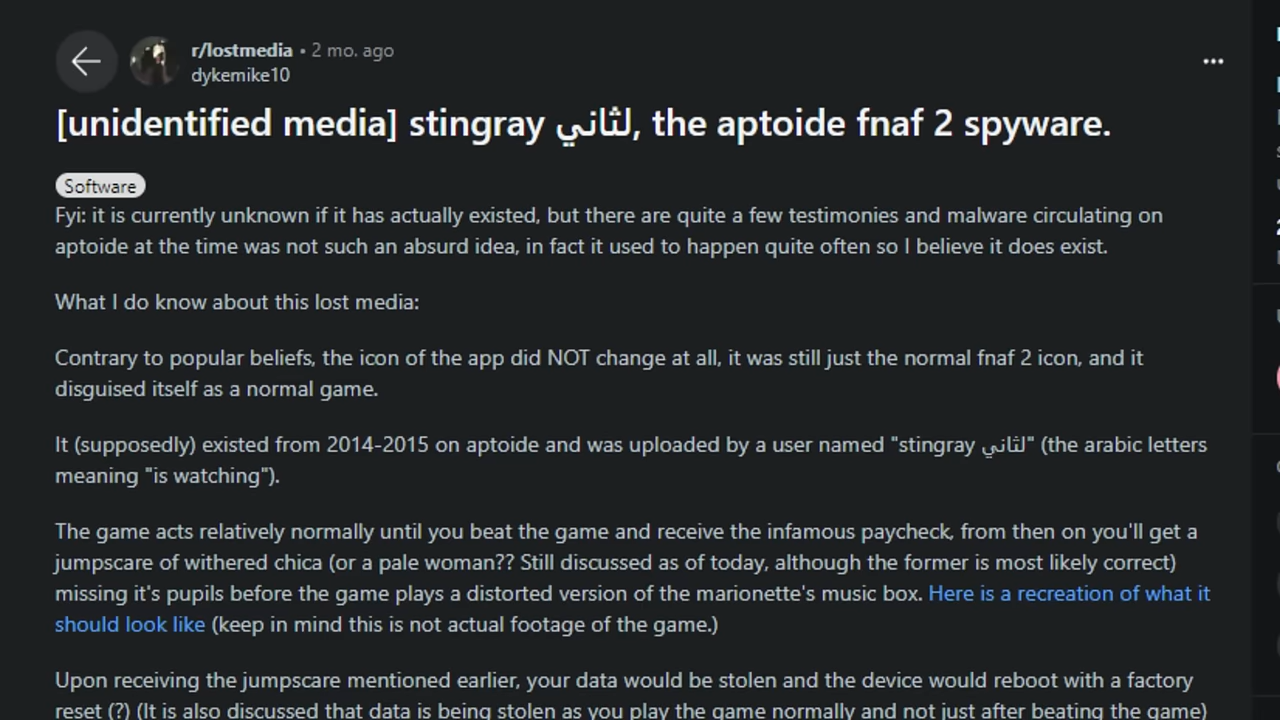 r/lostmedia • 2 mo. ago
dykemike10
[unidentified media] stingray لثاني, the aptoide fnaf 2 spyware.
Software
Fyi: it is currently unknown if it has actually existed, but there are quite a few testimonies and malware circulating on
aptoide at the time was not such an absurd idea, in fact it used to happen quite often so I believe it does exist.
What I do know about this lost media:
Contrary to popular beliefs, the icon of the app did NOT change at all, it was still just the normal fnaf 2 icon, and it
disguised itself as a normal game.
It (supposedly) existed from 2014-2015 on aptoide and was uploaded by a user named "stingray لثاني" (the arabic letters
meaning "is watching").
The game acts relatively normally until you beat the game and receive the infamous paycheck, from then on you'll get a
jumpscare of withered chica (or a pale woman?? Still discussed as of today, although the former is most likely correct)
missing it's pupils before the game plays a distorted version of the marionette's music box. Here is a recreation of what it
should look like (keep in mind this is not actual footage of the game.)
Upon receiving the jumpscare mentioned earlier, your data would be stolen and the device would reboot with a factory
reset (?) (It is also discussed that data is being stolen as you play the game normally and not just after beating the game)